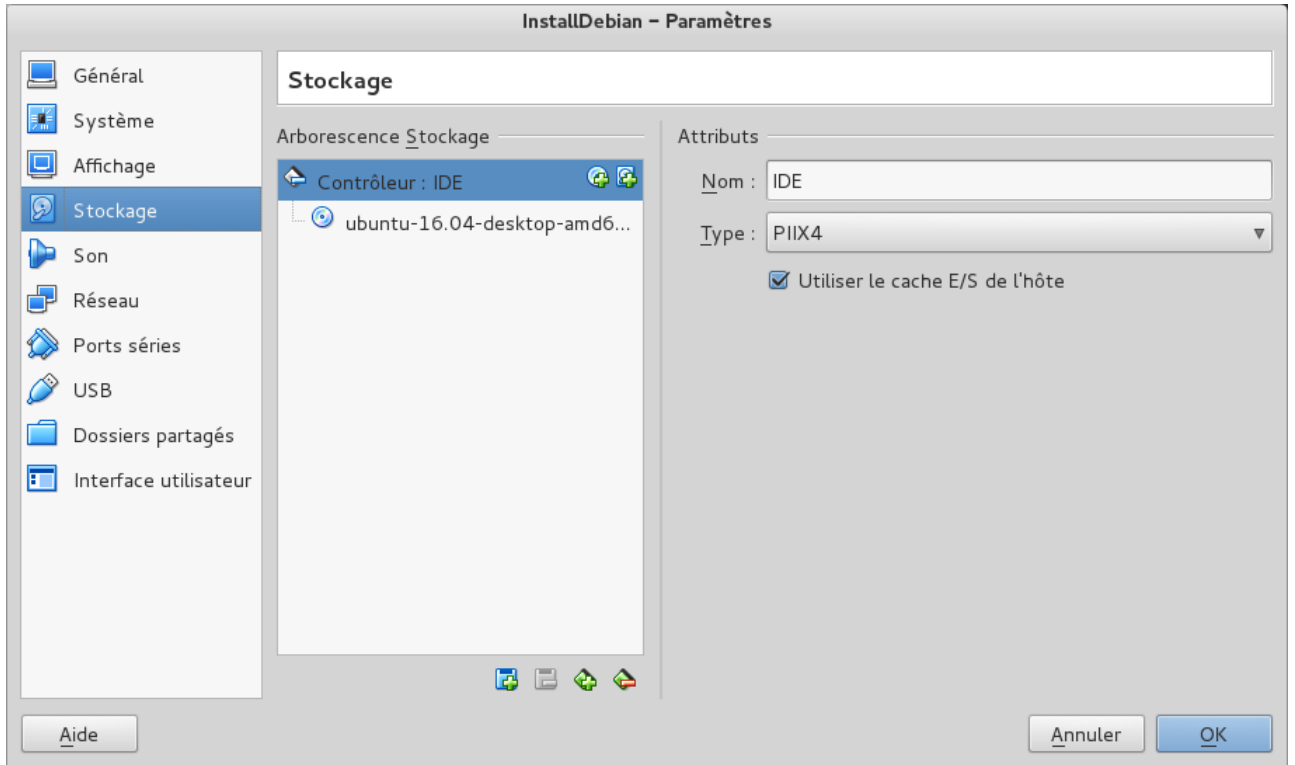 InstallDebian – Paramètres
Général
Système
Affichage
Stockage
Son
Réseau
Ports séries
USB
Dossiers partagés
Interface utilisateur
Stockage
Arborescence Stockage
Contrôleur : IDE
ubuntu-16.04-desktop-amd6...
Attributs
Nom : IDE
Type : PIIX4
Utiliser le cache E/S de l'hôte
Aide
Annuler
OK